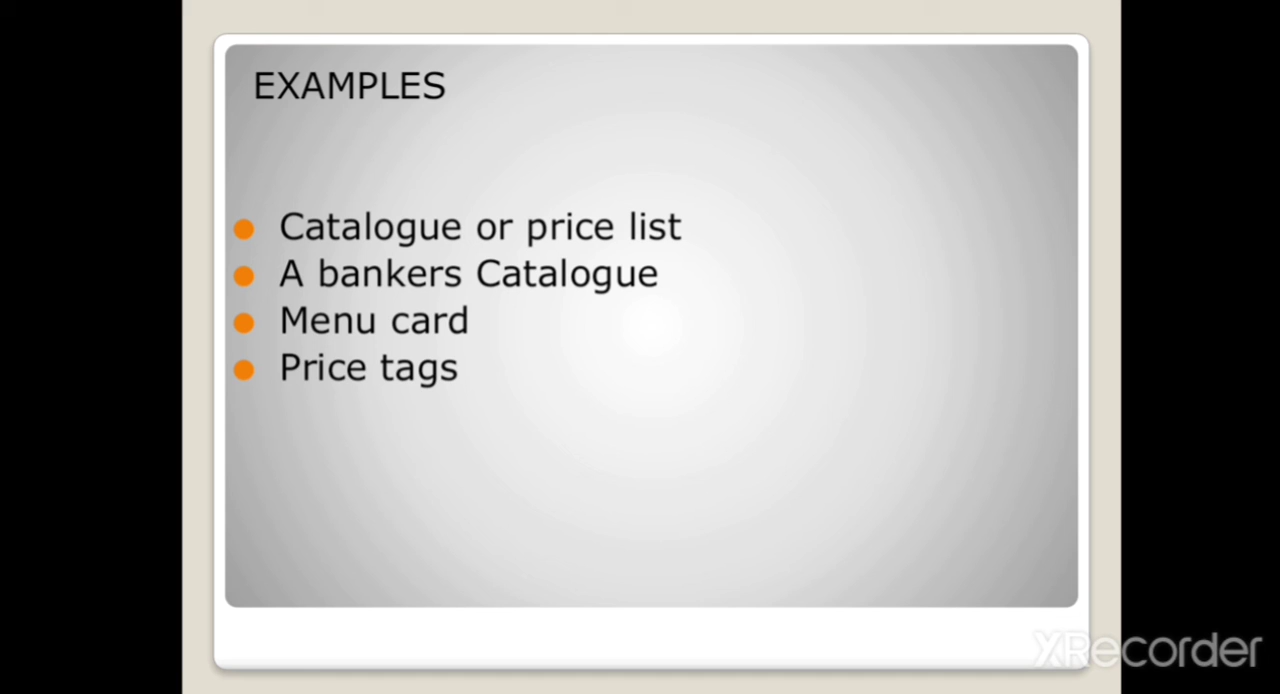 EXAMPLES
Catalogue or price list
A bankers Catalogue
Menu card
Price tags
XRecorder